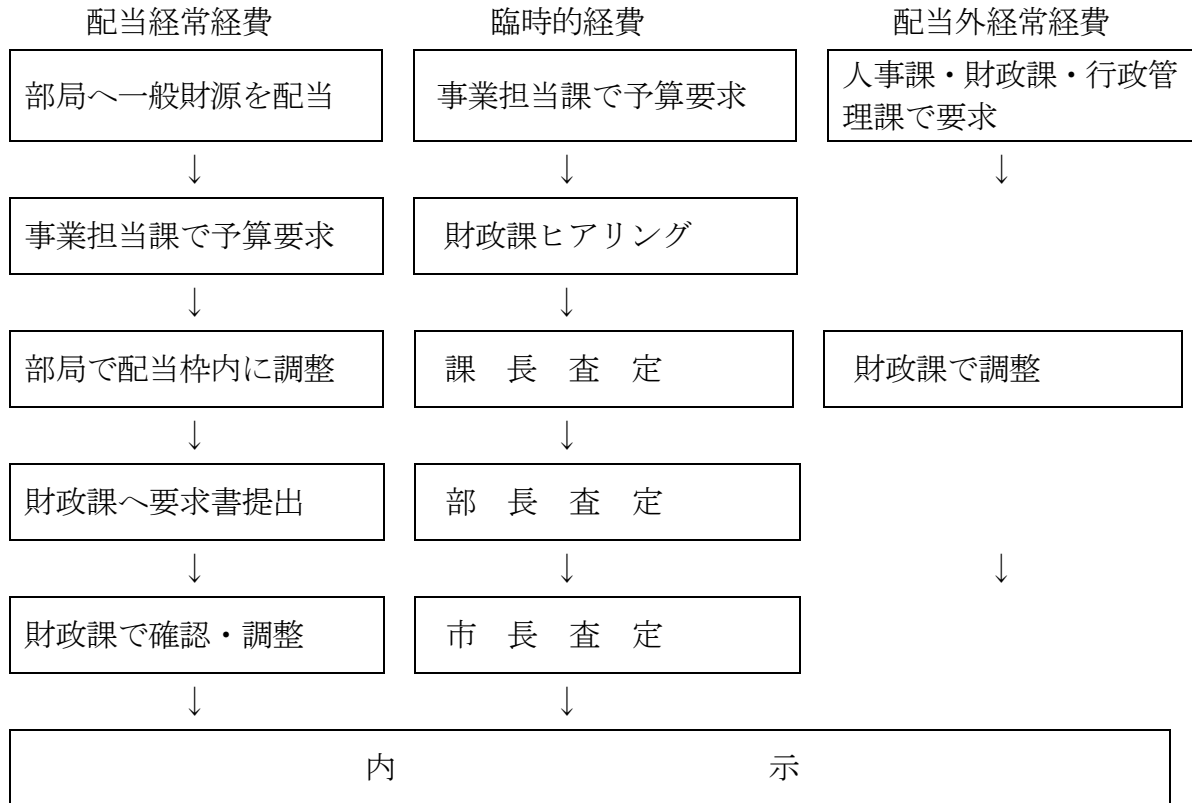 配当経常経費 臨時的経費 配当外経常経費
部局へ一般財源を配当 事業担当課で予算要求 人事課・財政課・行政管
理課で要求
↓ ↓ ↓
事業担当課で予算要求 財政課ヒアリング
↓ ↓
部局で配当枠内に調整 課 長 査 定 財政課で調整
↓ ↓
財政課へ要求書提出 部 長 査 定
↓ ↓ ↓
財政課で確認・調整 市 長 査 定
↓ ↓
内 示